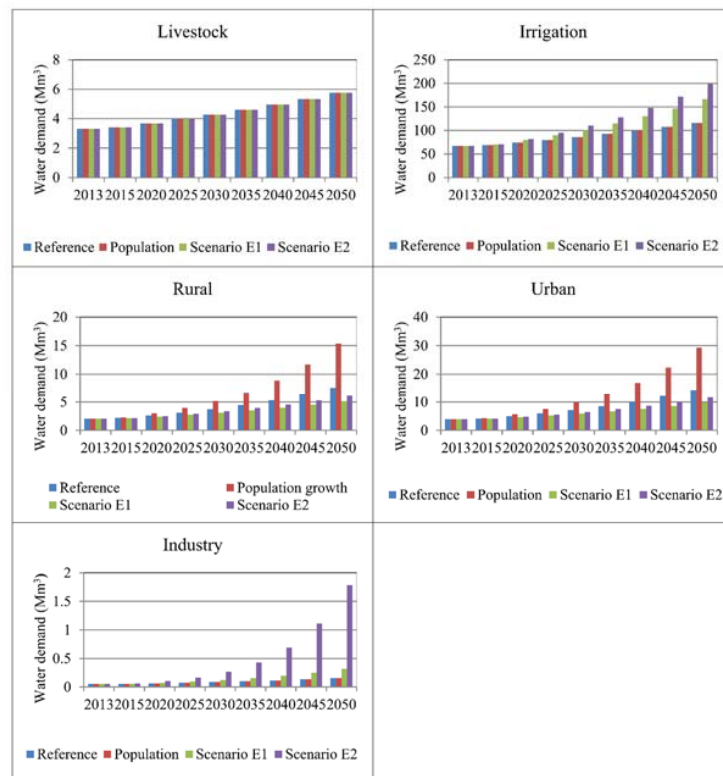 Livestock
Water demand (Mm³)
8
6
4
2
0
2013 2015 2020 2025 2030 2035 2040 2045 2050
Reference Population Scenario E1 Scenario E2
Irrigation
Water demand (Mm³)
250
200
150
100
50
0
2013 2015 2020 2025 2030 2035 2040 2045 2050
Reference Population Scenario E1 Scenario E2
Rural
Water demand (Mm³)
20
15
10
5
0
2013 2015 2020 2025 2030 2035 2040 2045 2050
Reference Population growth
Scenario E1 Scenario E2
Urban
Water demand (Mm³)
40
30
20
10
0
2013 2015 2020 2025 2030 2035 2040 2045 2050
Reference Population Scenario E1 Scenario E2
Industry
Water demand (Mm³)
2
1.5
1
0.5
0
2013 2015 2020 2025 2030 2035 2040 2045 2050
Reference Population Scenario E1 Scenario E2